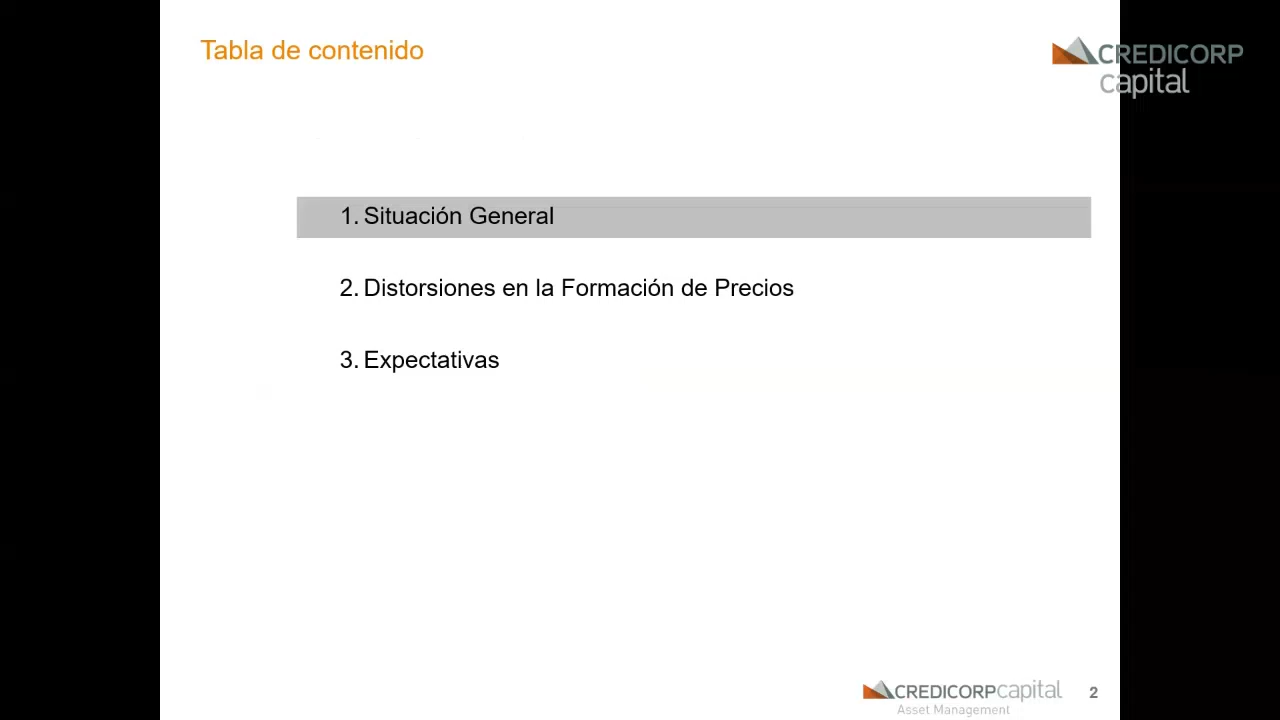 Tabla de contenido
CREDICORP
capital
1. Situación General
2. Distorsiones en la Formación de Precios
3. Expectativas
CREDICORPcapital
Asset Management
2